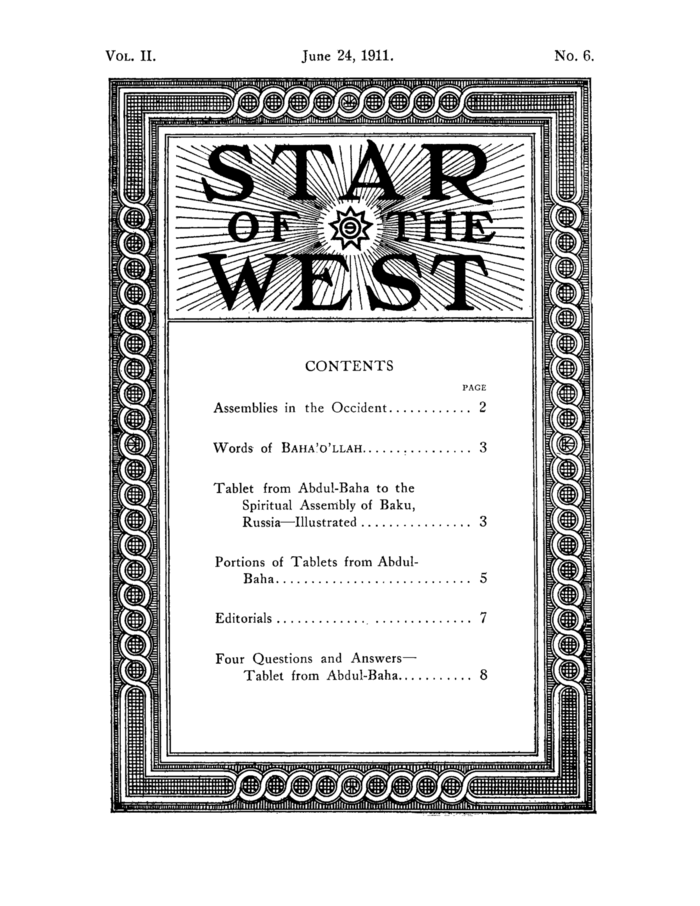 VOL. II.
June 24, 1911.
No. 6.
STAR
OF THE
WEST
CONTENTS
PAGE
Assemblies in the Occident............ 2
Words of BAHA'O'LLAH................ 3
Tablet from Abdul-Baha to the
Spiritual Assembly of Baku,
Russia—Illustrated ................ 3
Portions of Tablets from Abdul-
Baha............................ 5
Editorials ............. .............. 7
Four Questions and Answers—
Tablet from Abdul-Baha........... 8